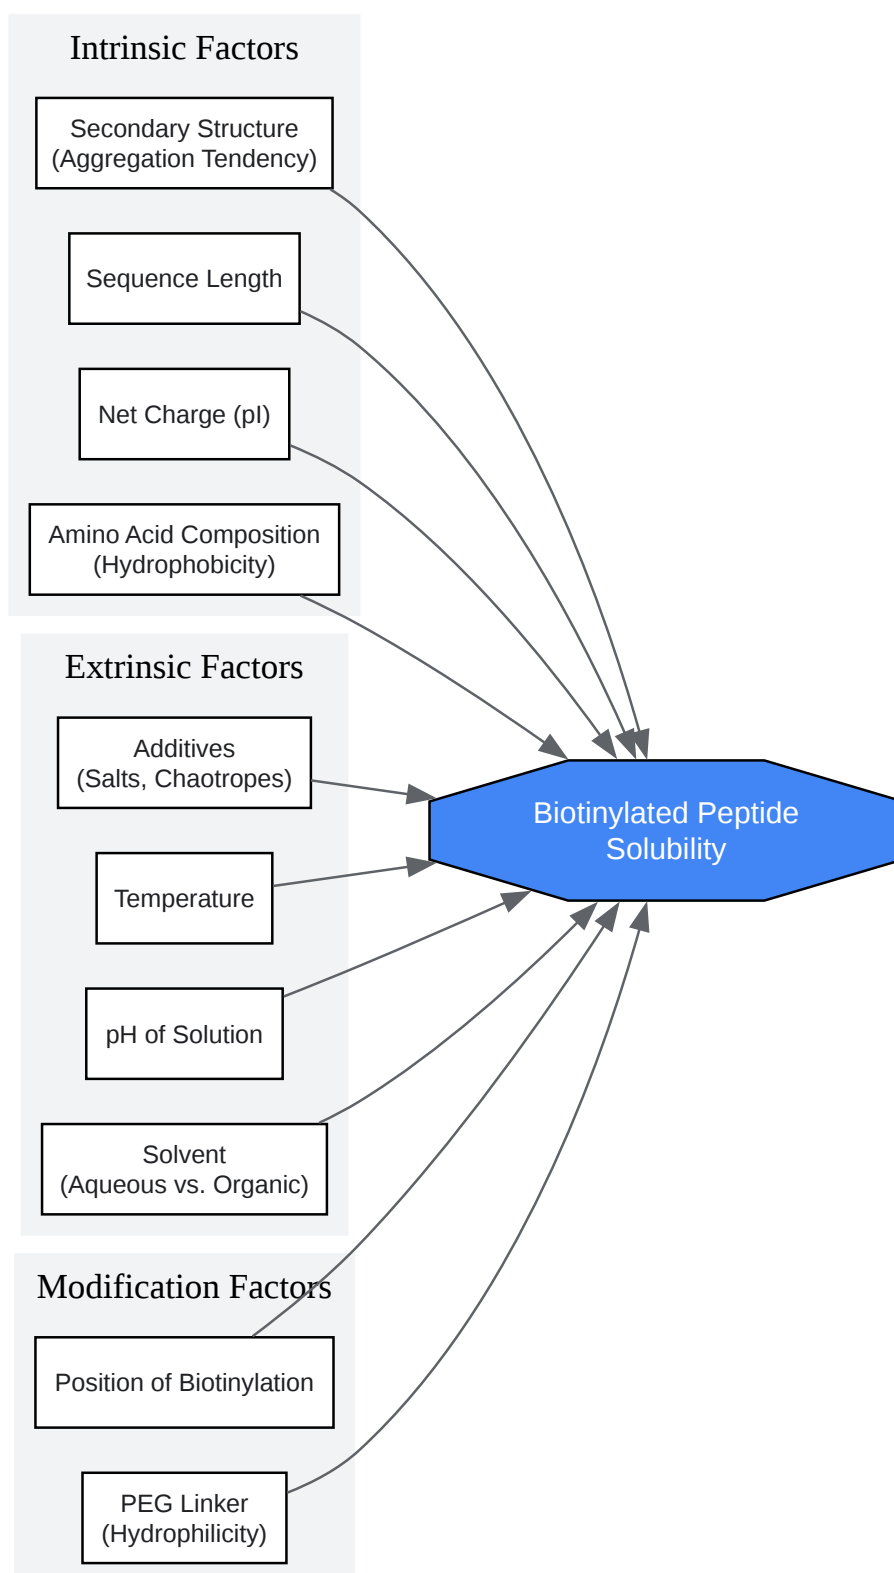 Intrinsic Factors
Secondary Structure
(Aggregation Tendency)
Sequence Length
Net Charge (pI)
Amino Acid Composition
(Hydrophobicity)
Extrinsic Factors
Additives
(Salts, Chaotropes)
Temperature
pH of Solution
Solvent
(Aqueous vs. Organic)
Modification Factors
Position of Biotinylation
PEG Linker
(Hydrophilicity)
Biotinylated Peptide
Solubility